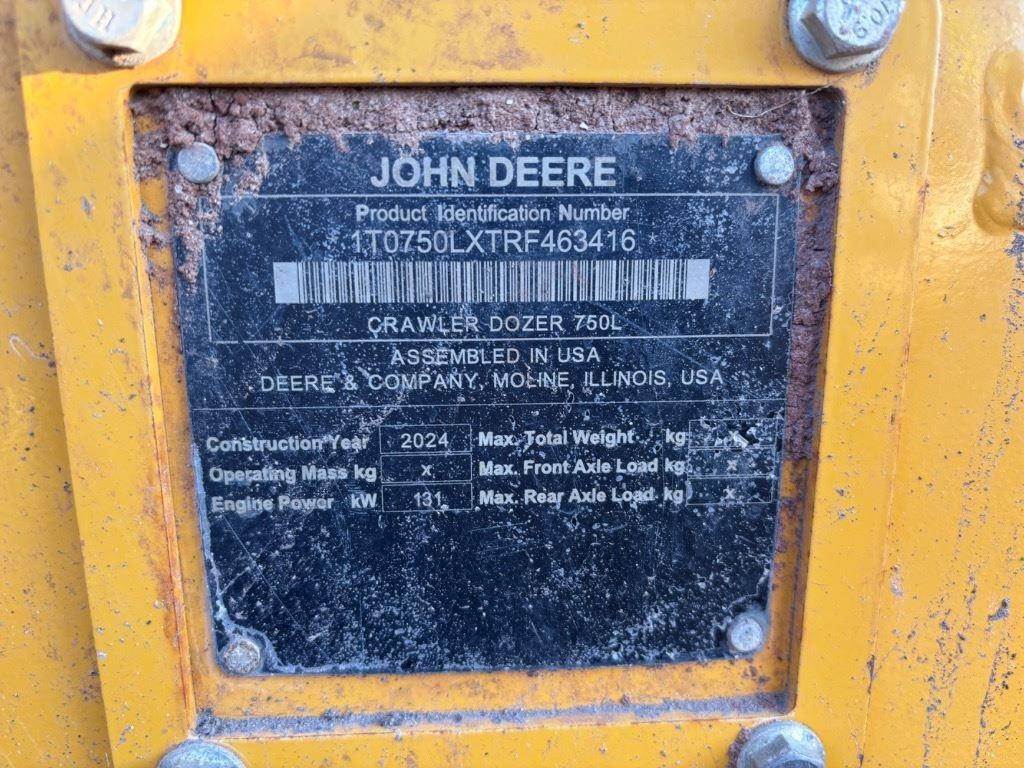 JOHN DEERE
Product Identification Number
1T0750LXTRF463416 *
CRAWLER DOZER 750L
ASSEMBLED IN USA
DEERE & COMPANY, MOLINE, ILLINOIS, USA
Construction Year 2024 Max. Total Weight kg
Operating Mass kg x Max. Front Axle Load kg x
Engine Power kW 131 Max. Rear Axle Load kg x
10.9